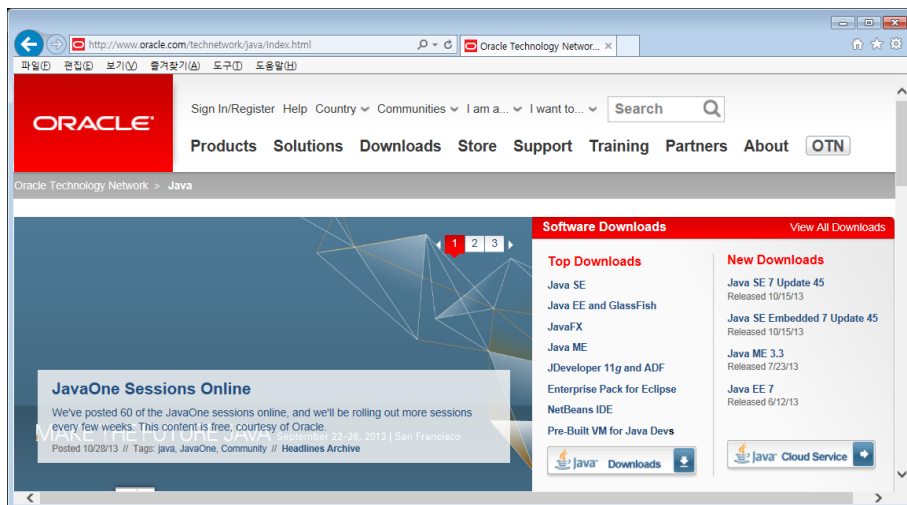 http://www.oracle.com/technetwork/java/index.html
Oracle Technology Networ...
파일(F) 편집(E) 보기(V) 즐겨찾기(A) 도구(T) 도움말(H)
ORACLE
Sign In/Register Help Country Communities I am a... I want to... Search
Products Solutions Downloads Store Support Training Partners About OTN
Oracle Technology Network > Java
1 2 3
JavaOne Sessions Online
We've posted 60 of the JavaOne sessions online, and we'll be rolling out more sessions
every few weeks. This content is free, courtesy of Oracle.
MAKE THE FUTURE JAVA September 22-26, 2013 | San Francisco
Posted 10/28/13 // Tags: java, JavaOne, Community // Headlines Archive
Software Downloads View All Downloads
Top Downloads
Java SE
Java EE and GlassFish
JavaFX
Java ME
JDeveloper 11g and ADF
Enterprise Pack for Eclipse
NetBeans IDE
Pre-Built VM for Java Devs
Java Downloads
New Downloads
Java SE 7 Update 45
Released 10/15/13
Java SE Embedded 7 Update 45
Released 10/15/13
Java ME 3.3
Released 7/23/13
Java EE 7
Released 6/12/13
Java Cloud Service